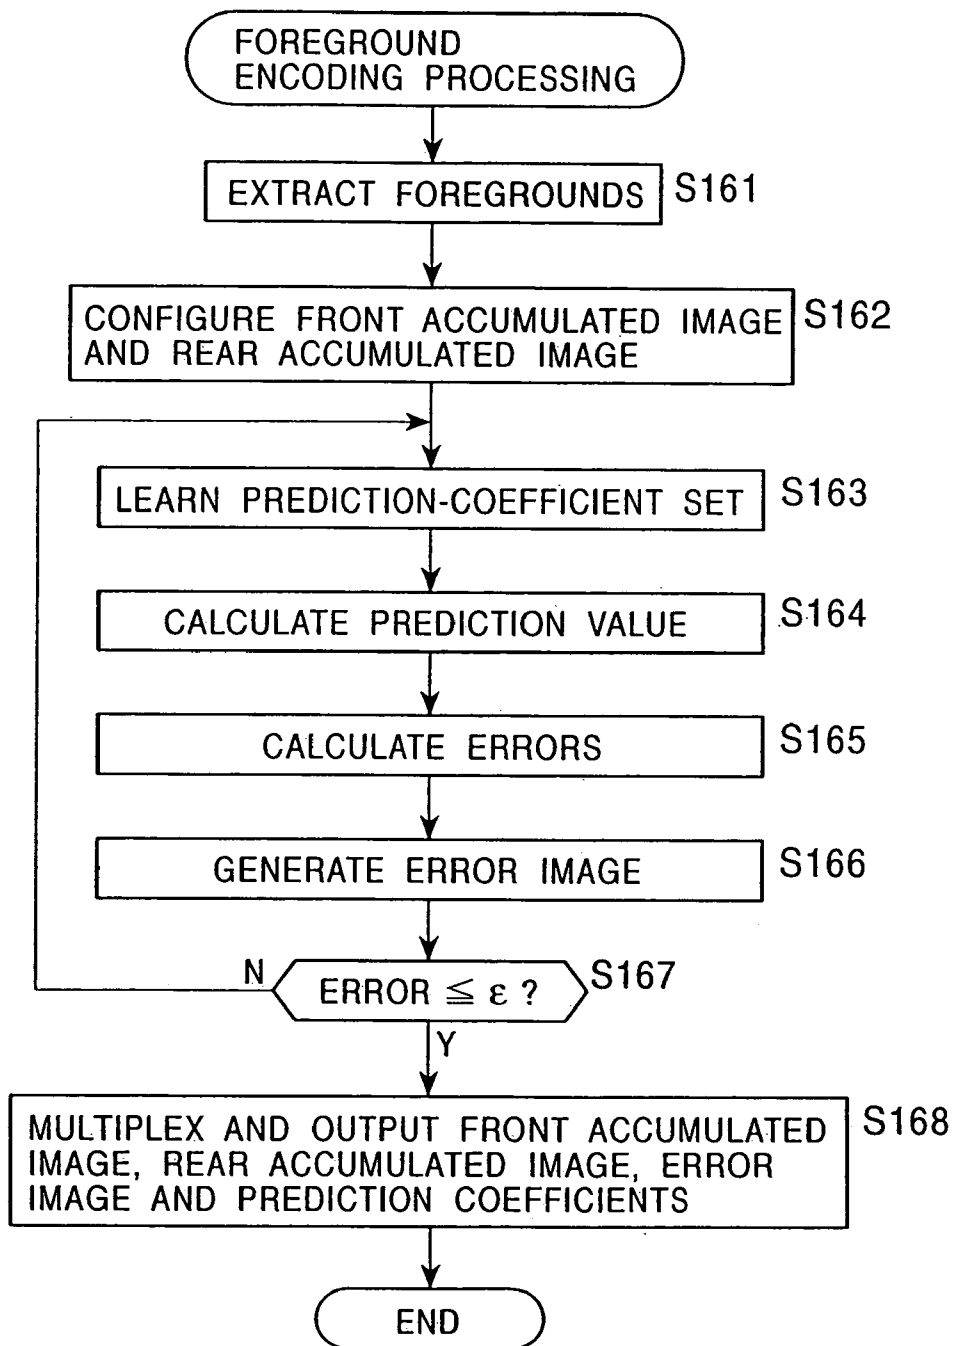 FOREGROUND
ENCODING PROCESSING
EXTRACT FOREGROUNDS
S161
CONFIGURE FRONT ACCUMULATED IMAGE
AND REAR ACCUMULATED IMAGE
S162
LEARN PREDICTION-COEFFICIENT SET
S163
CALCULATE PREDICTION VALUE
S164
CALCULATE ERRORS
S165
GENERATE ERROR IMAGE
S166
N
ERROR ≦ ε ?
S167
Y
MULTIPLEX AND OUTPUT FRONT ACCUMULATED
IMAGE, REAR ACCUMULATED IMAGE, ERROR
IMAGE AND PREDICTION COEFFICIENTS
S168
END